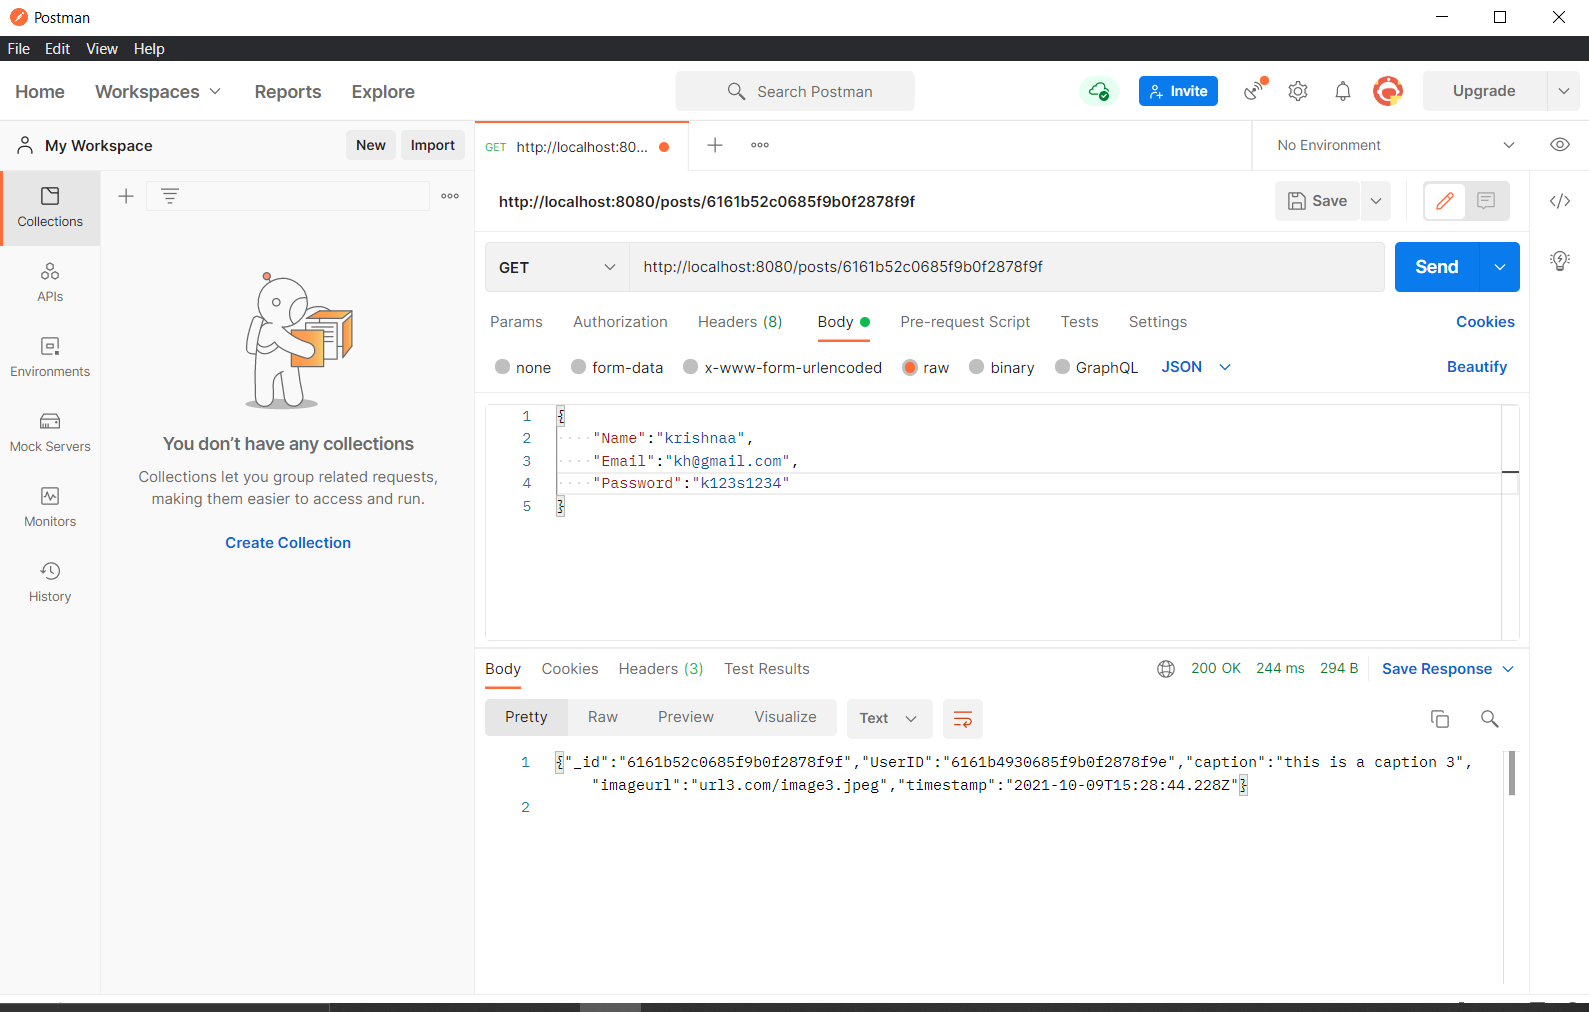 Postman
File Edit View Help
Home Workspaces Reports Explore Search Postman Invite Upgrade
My Workspace New Import GET http://localhost:80... No Environment
Collections
APIs
Environments
Mock Servers
Monitors
History
You don't have any collections
Collections let you group related requests,
making them easier to access and run.
Create Collection
http://localhost:8080/posts/6161b52c0685f9b0f2878f9f Save
GET http://localhost:8080/posts/6161b52c0685f9b0f2878f9f Send
Params Authorization Headers (8) Body Pre-request Script Tests Settings Cookies
none form-data x-www-form-urlencoded raw binary GraphQL JSON Beautify
1 {
2 "Name":"krishnaa",
3 "Email":"kh@gmail.com",
4 "Password":"k123s1234"
5 }
Body Cookies Headers (3) Test Results 200 OK 244 ms 294 B Save Response
Pretty Raw Preview Visualize Text
1 {"_id":"6161b52c0685f9b0f2878f9f","UserID":"6161b4930685f9b0f2878f9e","caption":"this is a caption 3",
"imageurl":"url3.com/image3.jpeg","timestamp":"2021-10-09T15:28:44.228Z"}
2